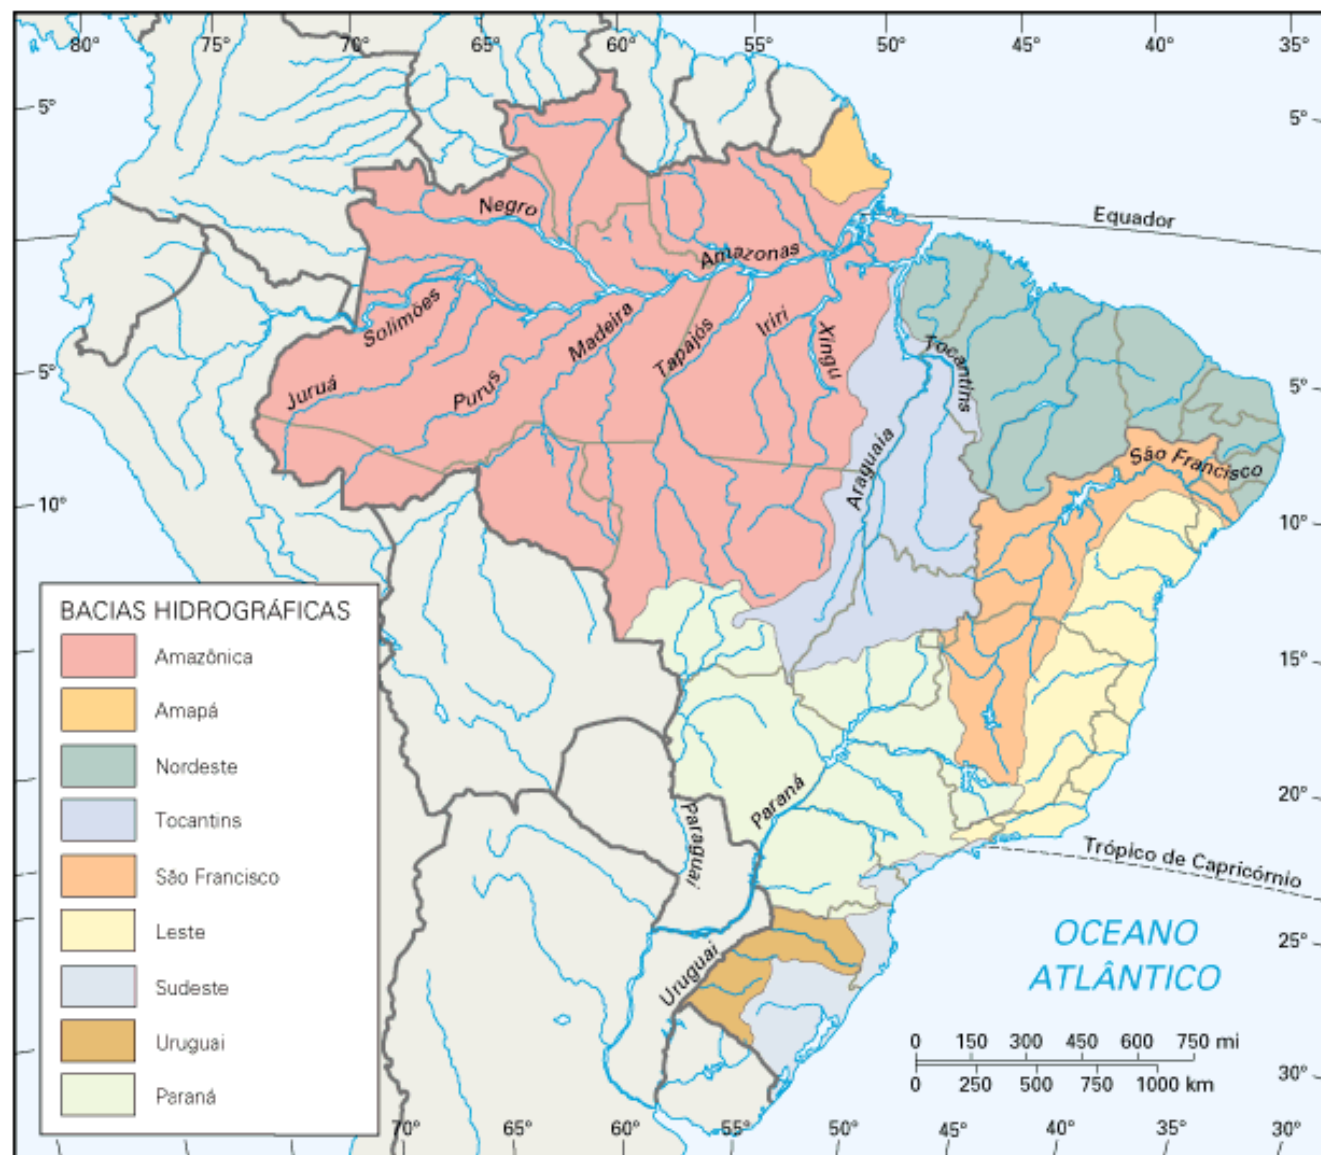 80° 75° 70° 65° 60° 55° 50° 45° 40° 35°
5° 5°
Equador
Negro
Amazonas
Solimões
Madeira
Tapajós
Iriri
Xingu
Tocantins
Juruá
Purus
5° 5°
Araguaia
São Francisco
10° 10°
BACIAS HIDROGRÁFICAS
Amazônica
Amapá
Nordeste
Tocantins
São Francisco
Leste
Sudeste
Uruguai
Paraná
15°
20°
Paraná
Paraguai
Trópico de Capricórnio
Uruguai
25°
OCEANO
ATLÂNTICO
0 150 300 450 600 750 mi
0 250 500 750 1000 km
30°
70° 65° 60° 55° 50° 45° 40° 35° 30°